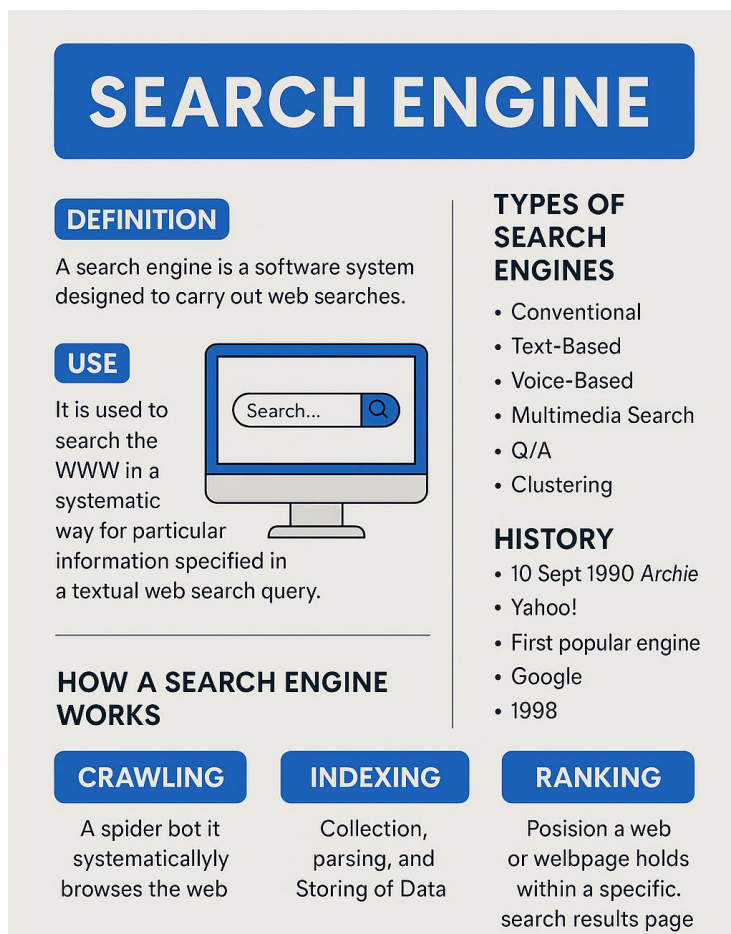 SEARCH ENGINE
DEFINITION
A search engine is a software system
designed to carry out web searches.
USE
It is used to
search the
WWW in a
systematic
way for particular
information specified in
a textual web search query.
Search...
TYPES OF
SEARCH
ENGINES
• Conventional
• Text-Based
• Voice-Based
• Multimedia Search
• Q/A
• Clustering
HISTORY
• 10 Sept 1990 Archie
• Yahoo!
• First popular engine
• Google
• 1998
HOW A SEARCH ENGINE
WORKS
CRAWLING
A spider bot it
systematicallyly
browses the web
INDEXING
Collection,
parsing, and
Storing of Data
RANKING
Posision a web
or welbpage holds
within a specific.
search results page